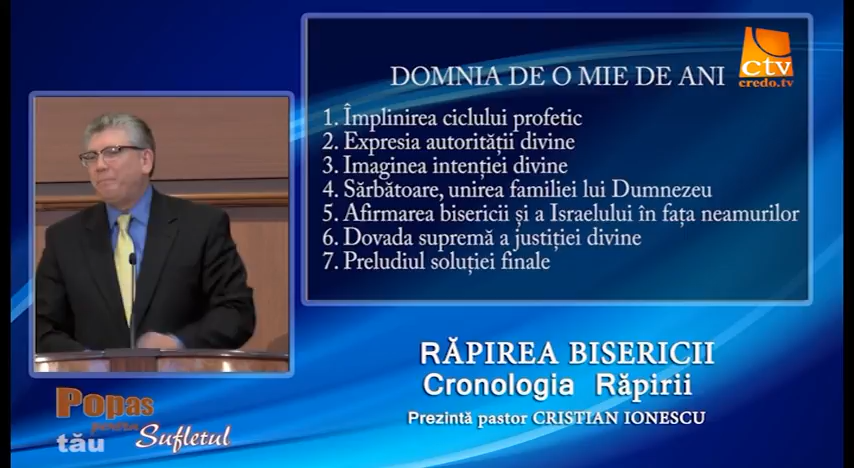 DOMNIA DE O MIE DE ANI
ctv
credo.tv
1. Împlinirea ciclului profetic
2. Expresia autorității divine
3. Imaginea intenției divine
4. Sărbătoare, unirea familiei lui Dumnezeu
5. Afirmarea bisericii și a Israelului în fața neamurilor
6. Dovada supremă a justiției divine
7. Preludiul soluției finale
RĂPIREA BISERICII
Cronologia Răpirii
Prezintă pastor CRISTIAN IONESCU
Popas
pentru
Sufletul
tău